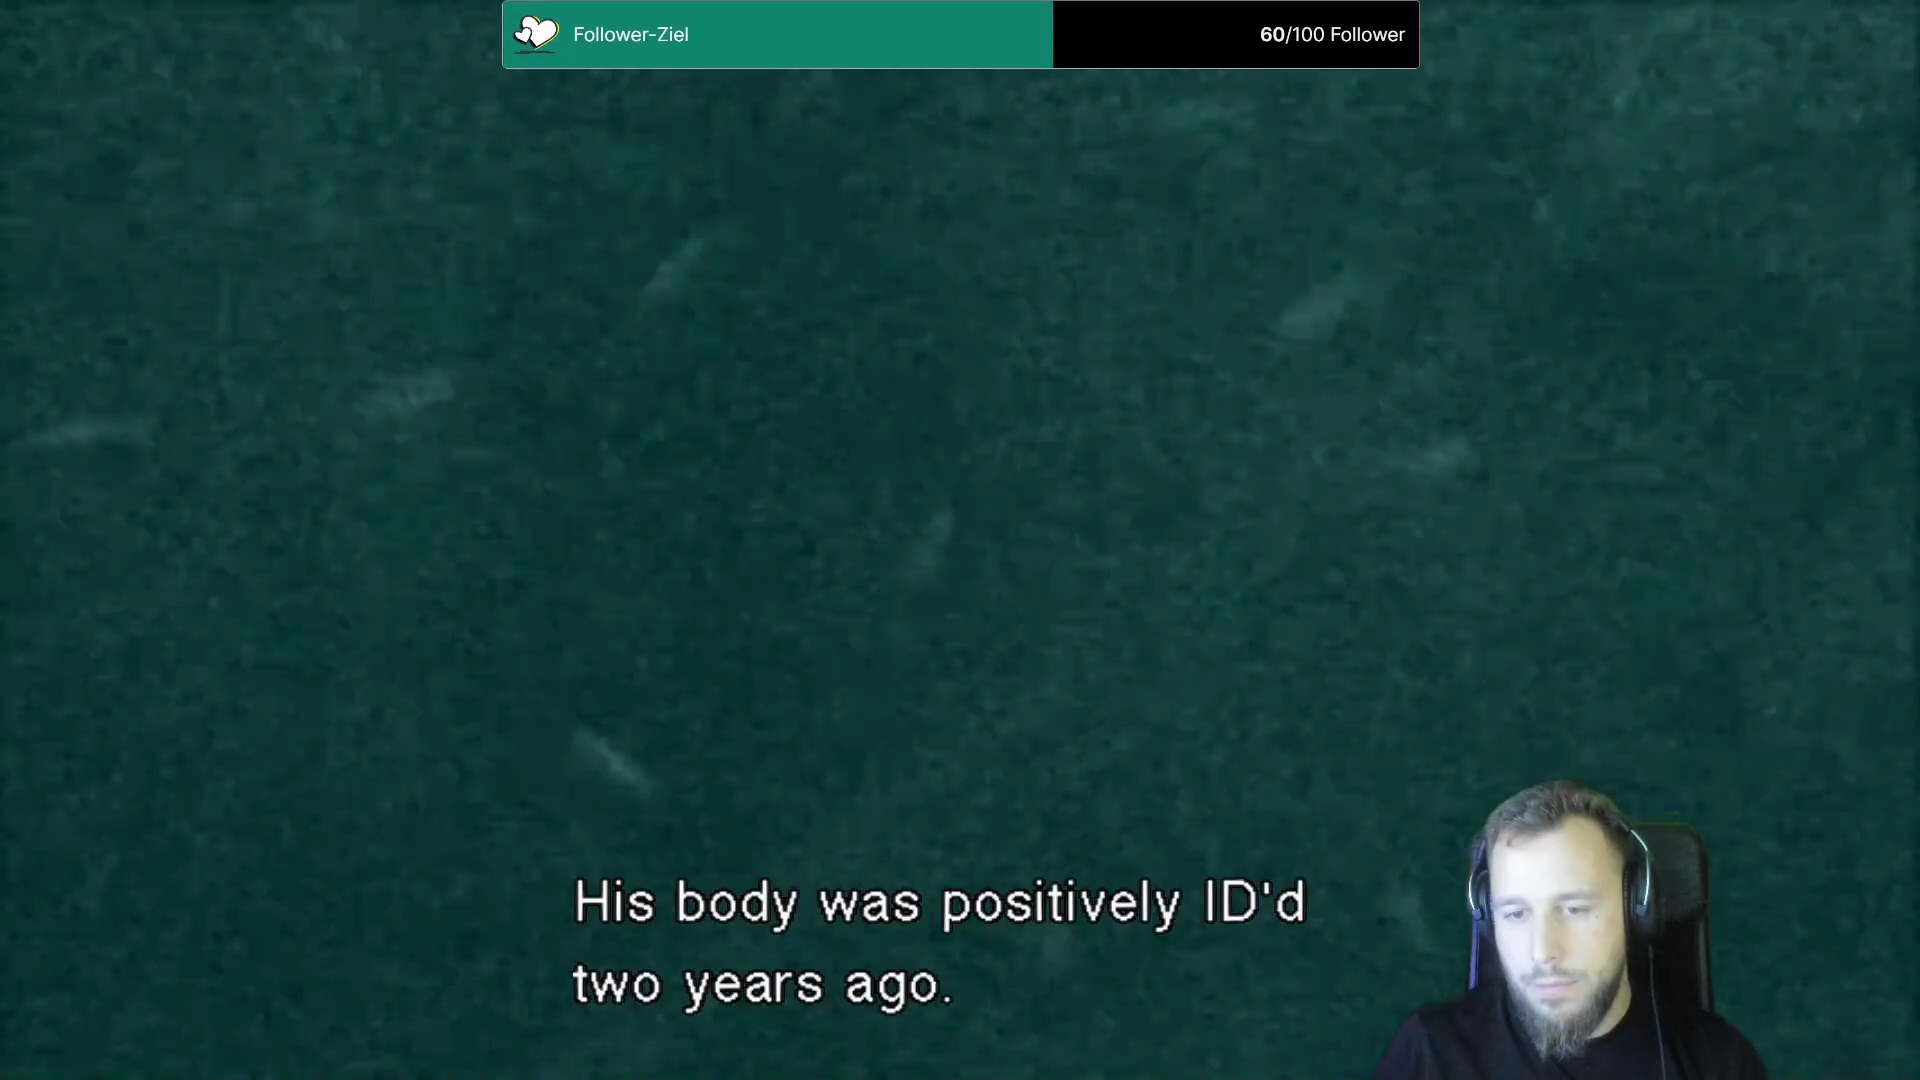 Follower-Ziel
60/100 Follower
His body was positively ID'd
two years ago.